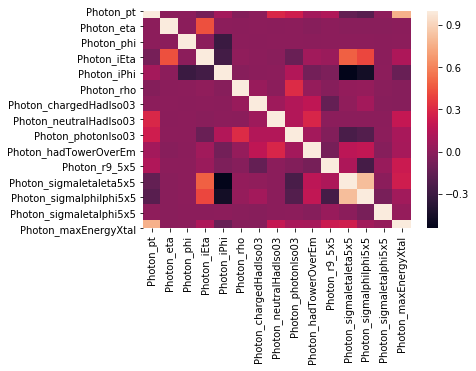 Photon_pt
Photon_eta
Photon_phi
Photon_iEta
Photon_iPhi
Photon_rho
Photon_chargedHadIso03
Photon_neutralHadIso03
Photon_photonIso03
Photon_hadTowerOverEm
Photon_r9_5x5
Photon_sigmaIetaIeta5x5
Photon_sigmaIphiIphi5x5
Photon_sigmaIetaIphi5x5
Photon_maxEnergyXtal
Photon_pt
Photon_eta
Photon_phi
Photon_iEta
Photon_iPhi
Photon_rho
Photon_chargedHadIso03
Photon_neutralHadIso03
Photon_photonIso03
Photon_hadTowerOverEm
Photon_r9_5x5
Photon_sigmaIetaIeta5x5
Photon_sigmaIphiIphi5x5
Photon_sigmaIetaIphi5x5
Photon_maxEnergyXtal
0.9
0.6
0.3
0.0
−0.3